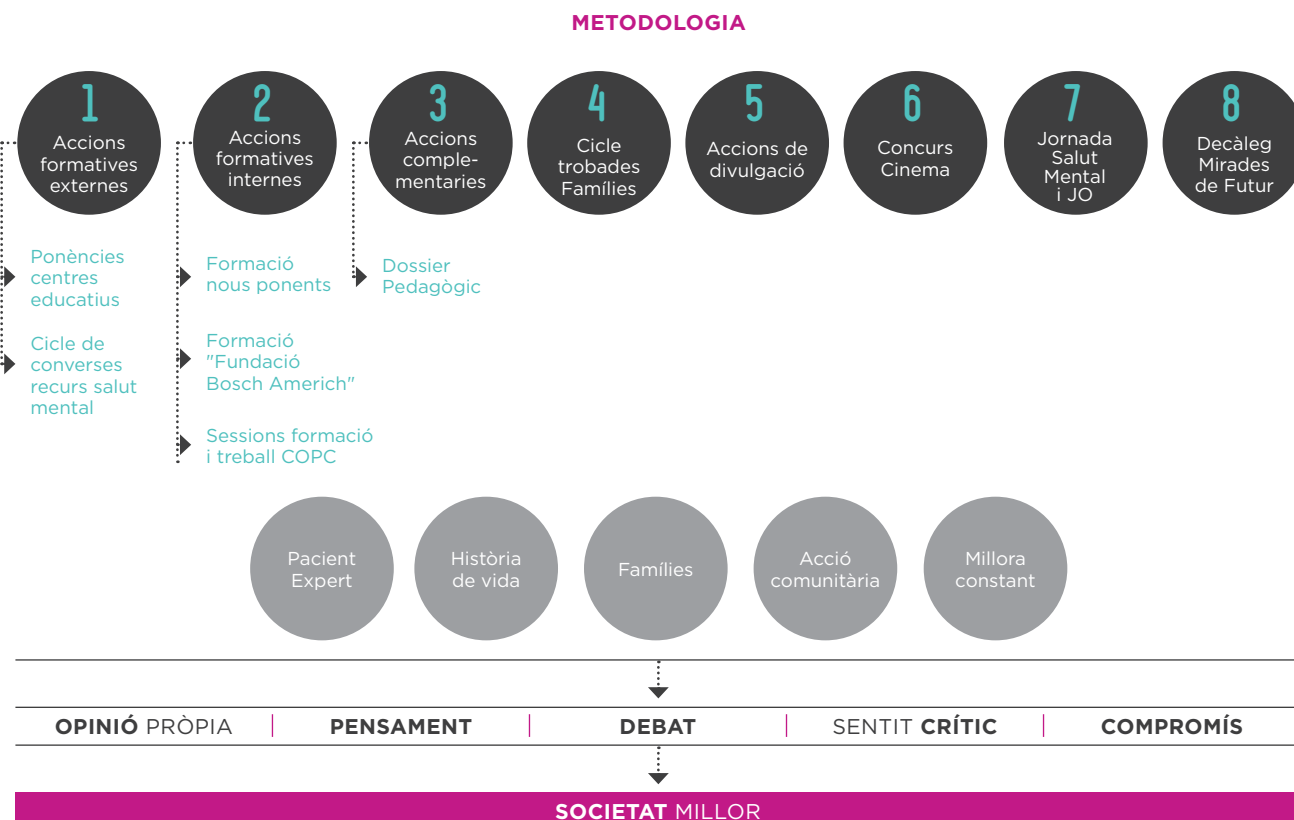 METODOLOGIA
1
Accions
formatives
externes
2
Accions
formatives
internes
3
Accions
comple-
mentaries
4
Cicle
trobades
Famílies
5
Accions de
divulgació
6
Concurs
Cinema
7
Jornada
Salut
Mental
i JO
8
Decàleg
Mirades
de Futur
Ponències
centres
educatius
Cicle de
converses
recurs salut
mental
Formació
nous ponents
Formació
"Fundació
Bosch Americh"
Sessions formació
i treball COPC
Dossier
Pedagògic
Pacient
Expert
Història
de vida
Famílies
Acció
comunitària
Millora
constant
OPINIÓ PRÒPIA
PENSAMENT
DEBAT
SENTIT CRÍTIC
COMPROMÍS
SOCIETAT MILLOR